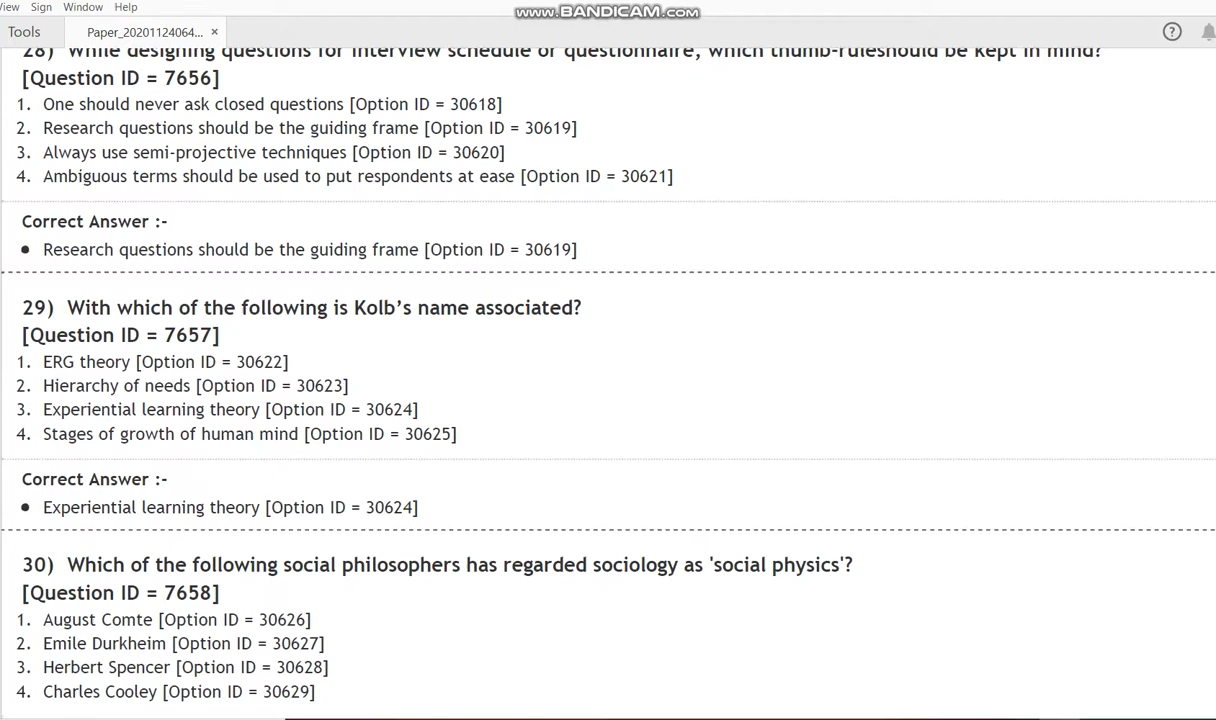 View Sign Window Help
www.BANDICAM.com
Tools Paper_20201124064... × ?
28) While designing questions for interview schedule or questionnaire, which thumb-ruleshould be kept in mind?
[Question ID = 7656]
1. One should never ask closed questions [Option ID = 30618]
2. Research questions should be the guiding frame [Option ID = 30619]
3. Always use semi-projective techniques [Option ID = 30620]
4. Ambiguous terms should be used to put respondents at ease [Option ID = 30621]
Correct Answer :-
• Research questions should be the guiding frame [Option ID = 30619]
29) With which of the following is Kolb’s name associated?
[Question ID = 7657]
1. ERG theory [Option ID = 30622]
2. Hierarchy of needs [Option ID = 30623]
3. Experiential learning theory [Option ID = 30624]
4. Stages of growth of human mind [Option ID = 30625]
Correct Answer :-
• Experiential learning theory [Option ID = 30624]
30) Which of the following social philosophers has regarded sociology as 'social physics'?
[Question ID = 7658]
1. August Comte [Option ID = 30626]
2. Emile Durkheim [Option ID = 30627]
3. Herbert Spencer [Option ID = 30628]
4. Charles Cooley [Option ID = 30629]